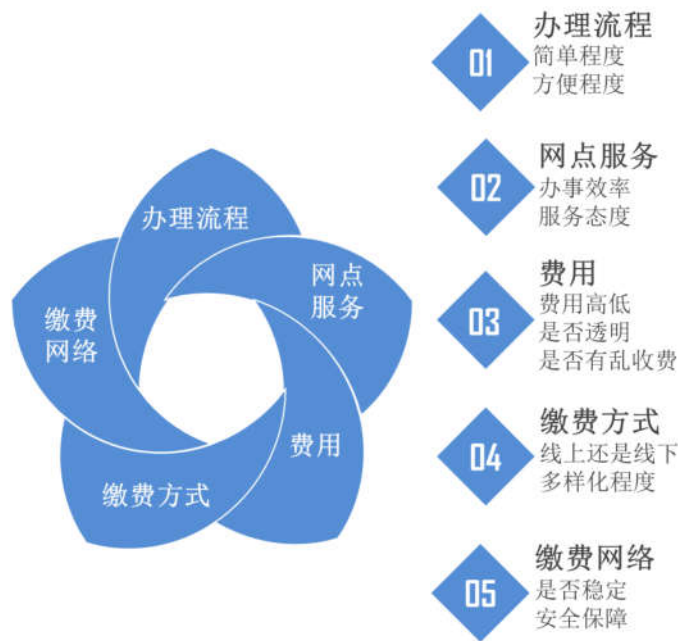 办理流程
网点
服务
缴费
网络
费用
缴费方式
01
办理流程
简单程度
方便程度
02
网点服务
办事效率
服务态度
03
费用
费用高低
是否透明
是否有乱收费
04
缴费方式
线上还是线下
多样化程度
05
缴费网络
是否稳定
安全保障